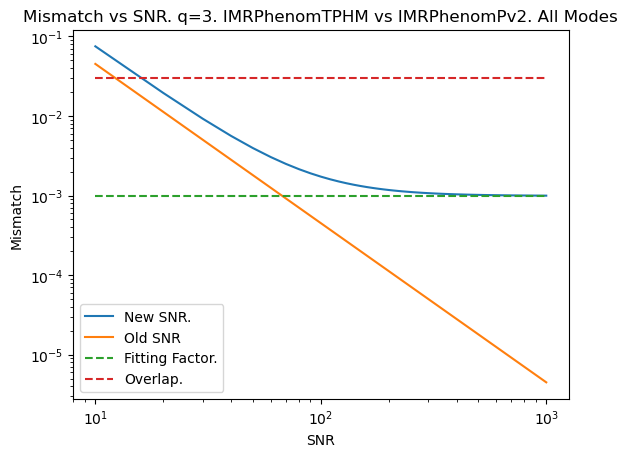 Mismatch vs SNR. q=3. IMRPhenomTPHM vs IMRPhenomPv2. All Modes
10⁻¹
10⁻²
10⁻³
10⁻⁴
10⁻⁵
Mismatch
New SNR.
Old SNR
Fitting Factor.
Overlap.
10¹ 10² 10³
SNR